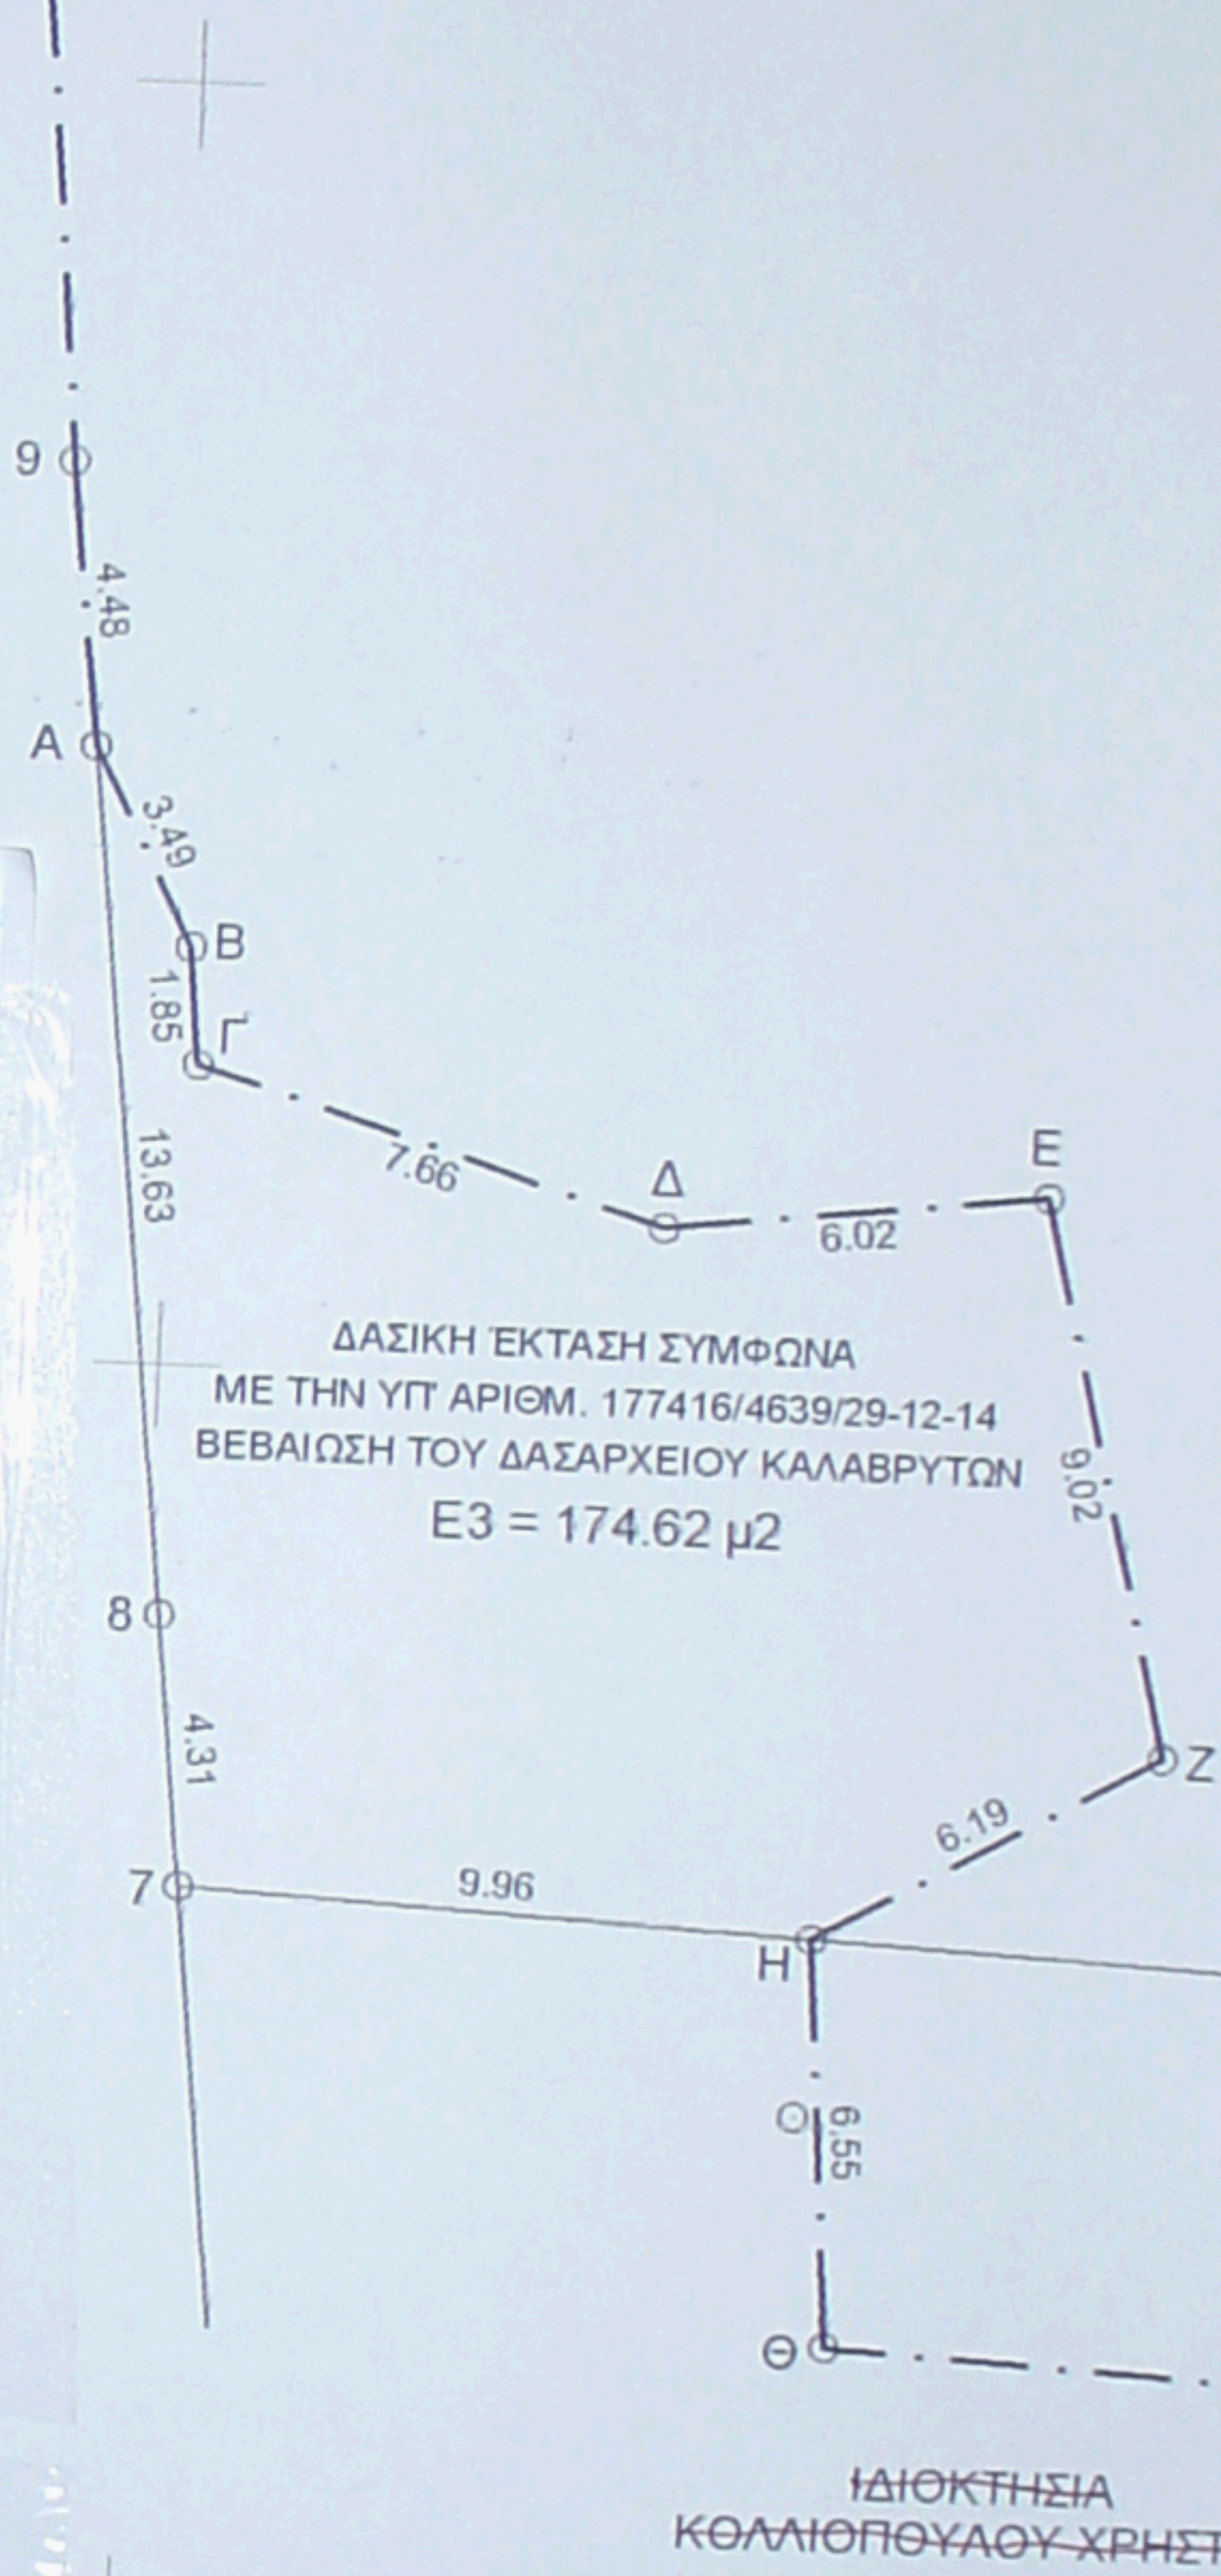 9
4.48
Α
3.49
Β
1.85
Γ
13.63
7.66
Δ
Ε
6.02
ΔΑΣΙΚΗ ΈΚΤΑΣΗ ΣΥΜΦΩΝΑ
ΜΕ ΤΗΝ ΥΠ' ΑΡΙΘΜ. 177416/4639/29-12-14
ΒΕΒΑΙΩΣΗ ΤΟΥ ΔΑΣΑΡΧΕΙΟΥ ΚΑΛΑΒΡΥΤΩΝ
Ε3 = 174.62 μ2
9.02
8
4.31
Ζ
6.19
7
9.96
Η
6.55
Θ
ΙΔΙΟΚΤΗΣΙΑ
ΚΟΛΛΙΟΠΟΥΛΟΥ ΧΡΗΣΤ